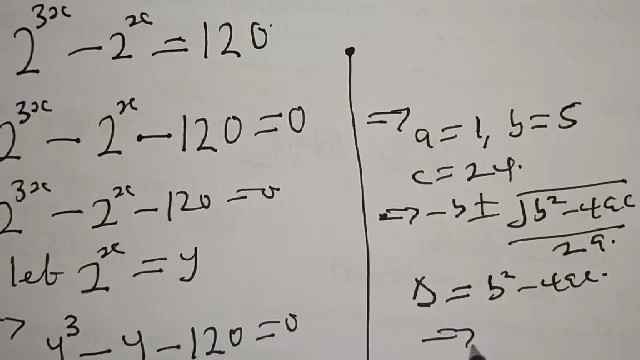 2^{3x} - 2^{x} = 120
2^{3x} - 2^{x} - 120 = 0
2^{3x} - 2^{x} - 120 = 0
let 2^{x} = y
⇒ y^{3} - y - 120 = 0
⇒ a = 1, b = 5
c = 24.
⇒ -b ± √(b² - 4ac) / 2a.
Δ = b² - 4ac.
⇒